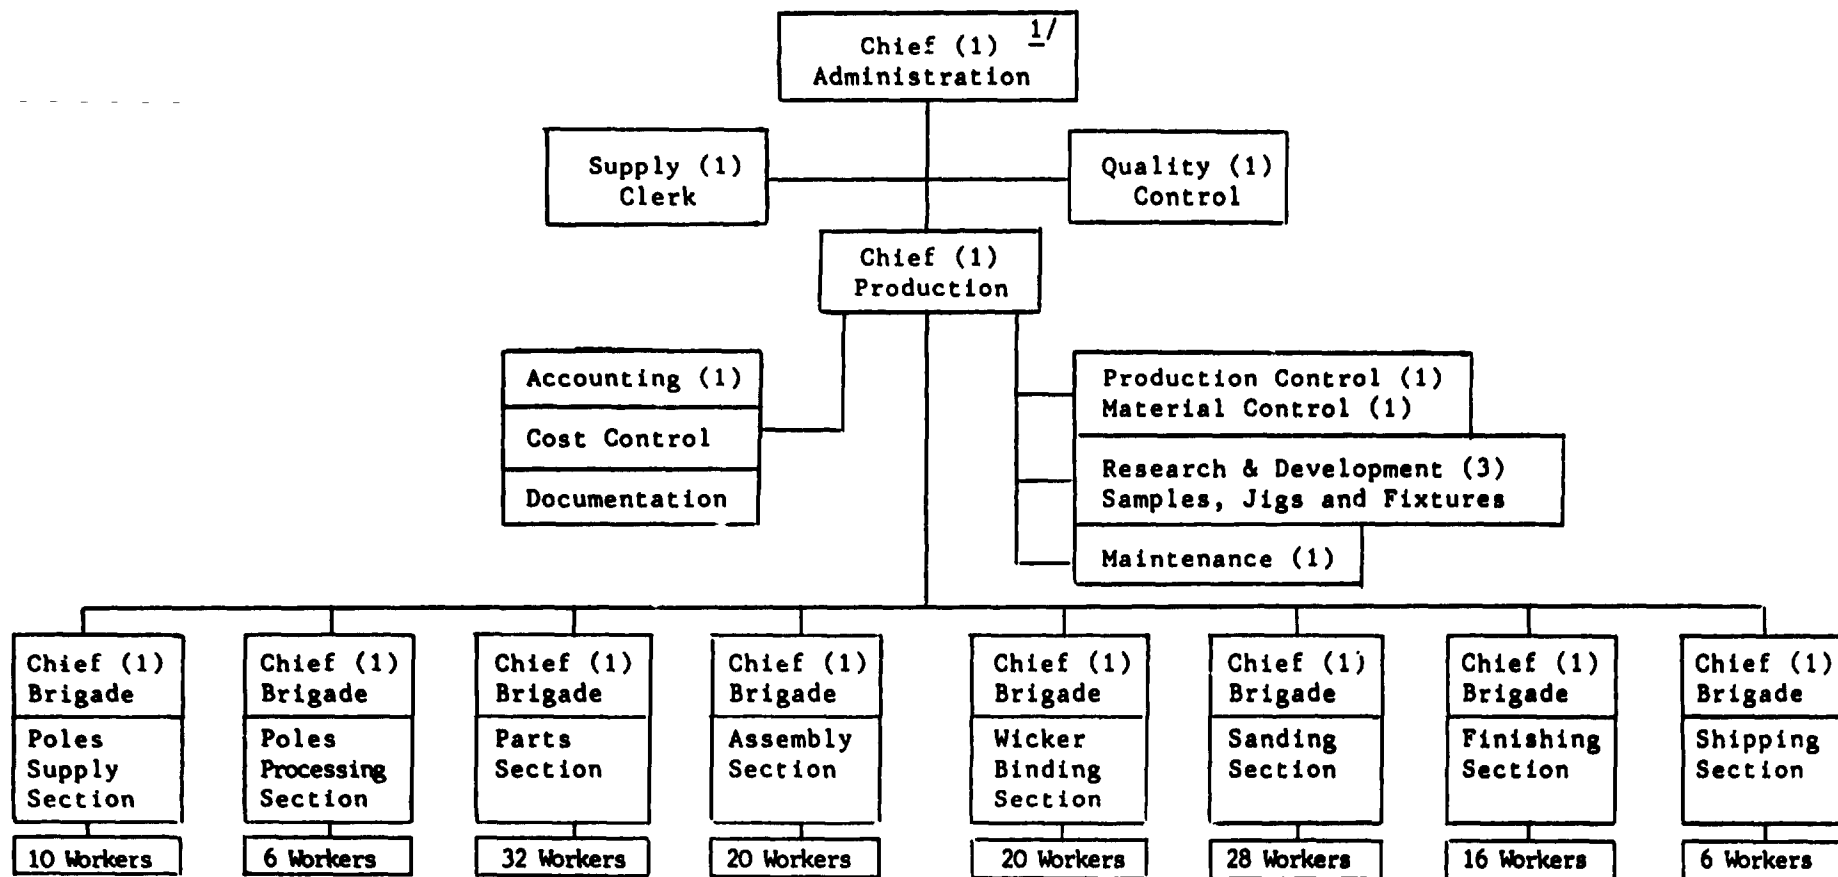 Chief (1) 1/
Administration
Supply (1)
Clerk
Quality (1)
Control
Chief (1)
Production
Accounting (1)
Cost Control
Documentation
Production Control (1)
Material Control (1)
Research & Development (3)
Samples, Jigs and Fixtures
Maintenance (1)
Chief (1)
Brigade
Poles
Supply
Section
10 Workers
Chief (1)
Brigade
Poles
Processing
Section
6 Workers
Chief (1)
Brigade
Parts
Section
32 Workers
Chief (1)
Brigade
Assembly
Section
20 Workers
Chief (1)
Brigade
Wicker
Binding
Section
20 Workers
Chief (1)
Brigade
Sanding
Section
28 Workers
Chief (1)
Brigade
Finishing
Section
16 Workers
Chief (1)
Brigade
Shipping
Section
6 Workers